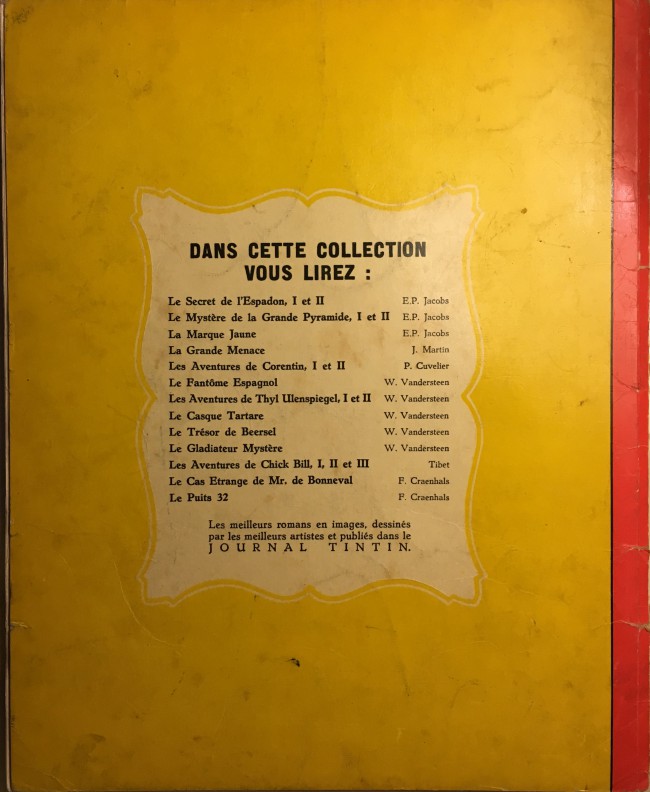 DANS CETTE COLLECTION
VOUS LIREZ :
Le Secret de l'Espadon, I et II E.P. Jacobs
Le Mystère de la Grande Pyramide, I et II E.P. Jacobs
La Marque Jaune E.P. Jacobs
La Grande Menace J. Martin
Les Aventures de Corentin, I et II P. Cuvelier
Le Fantôme Espagnol W. Vandersteen
Les Aventures de Thyl Ulenspiegel, I et II W. Vandersteen
Le Casque Tartare W. Vandersteen
Le Trésor de Beersel W. Vandersteen
Le Gladiateur Mystère W. Vandersteen
Les Aventures de Chick Bill, I, II et III Tibet
Le Cas Etrange de Mr. de Bonneval F. Craenhals
Le Puits 32 F. Craenhals
Les meilleurs romans en images, dessinés
par les meilleurs artistes et publiés dans le
JOURNAL TINTIN.